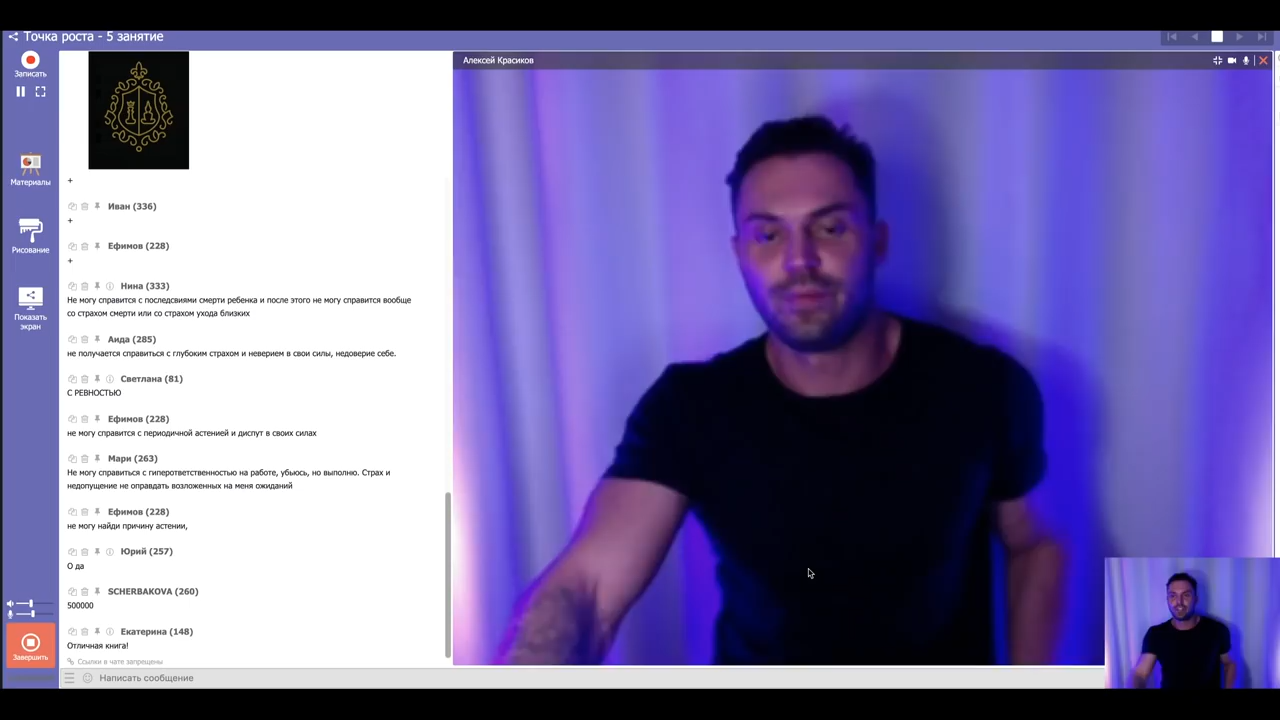 Точка роста - 5 занятие
Записать
Материалы
Рисование
Показать
экран
Завершить
+
Иван (336)
+
Ефимов (228)
+
Нина (333)
Не могу справится с последсвиями смерти ребенка и после этого не могу справится вообще
со страхом смерти или со страхом ухода близких
Аида (285)
не получается справиться с глубоким страхом и неверием в свои силы, недоверие себе.
Светлана (81)
С РЕВНОСТЬЮ
Ефимов (228)
не могу справится с периодичной астенией и диспут в своих силах
Мари (263)
Не могу справиться с гиперответственностью на работе, убьюсь, но выполню. Страх и
недопущение не оправдать возложенных на меня ожиданий
Ефимов (228)
не могу найди причину астении,
Юрий (257)
О да
SCHERBAKOVA (260)
500000
Екатерина (148)
Отличная книга!
Ссылки в чате запрещены
Написать сообщение
Алексей Красиков